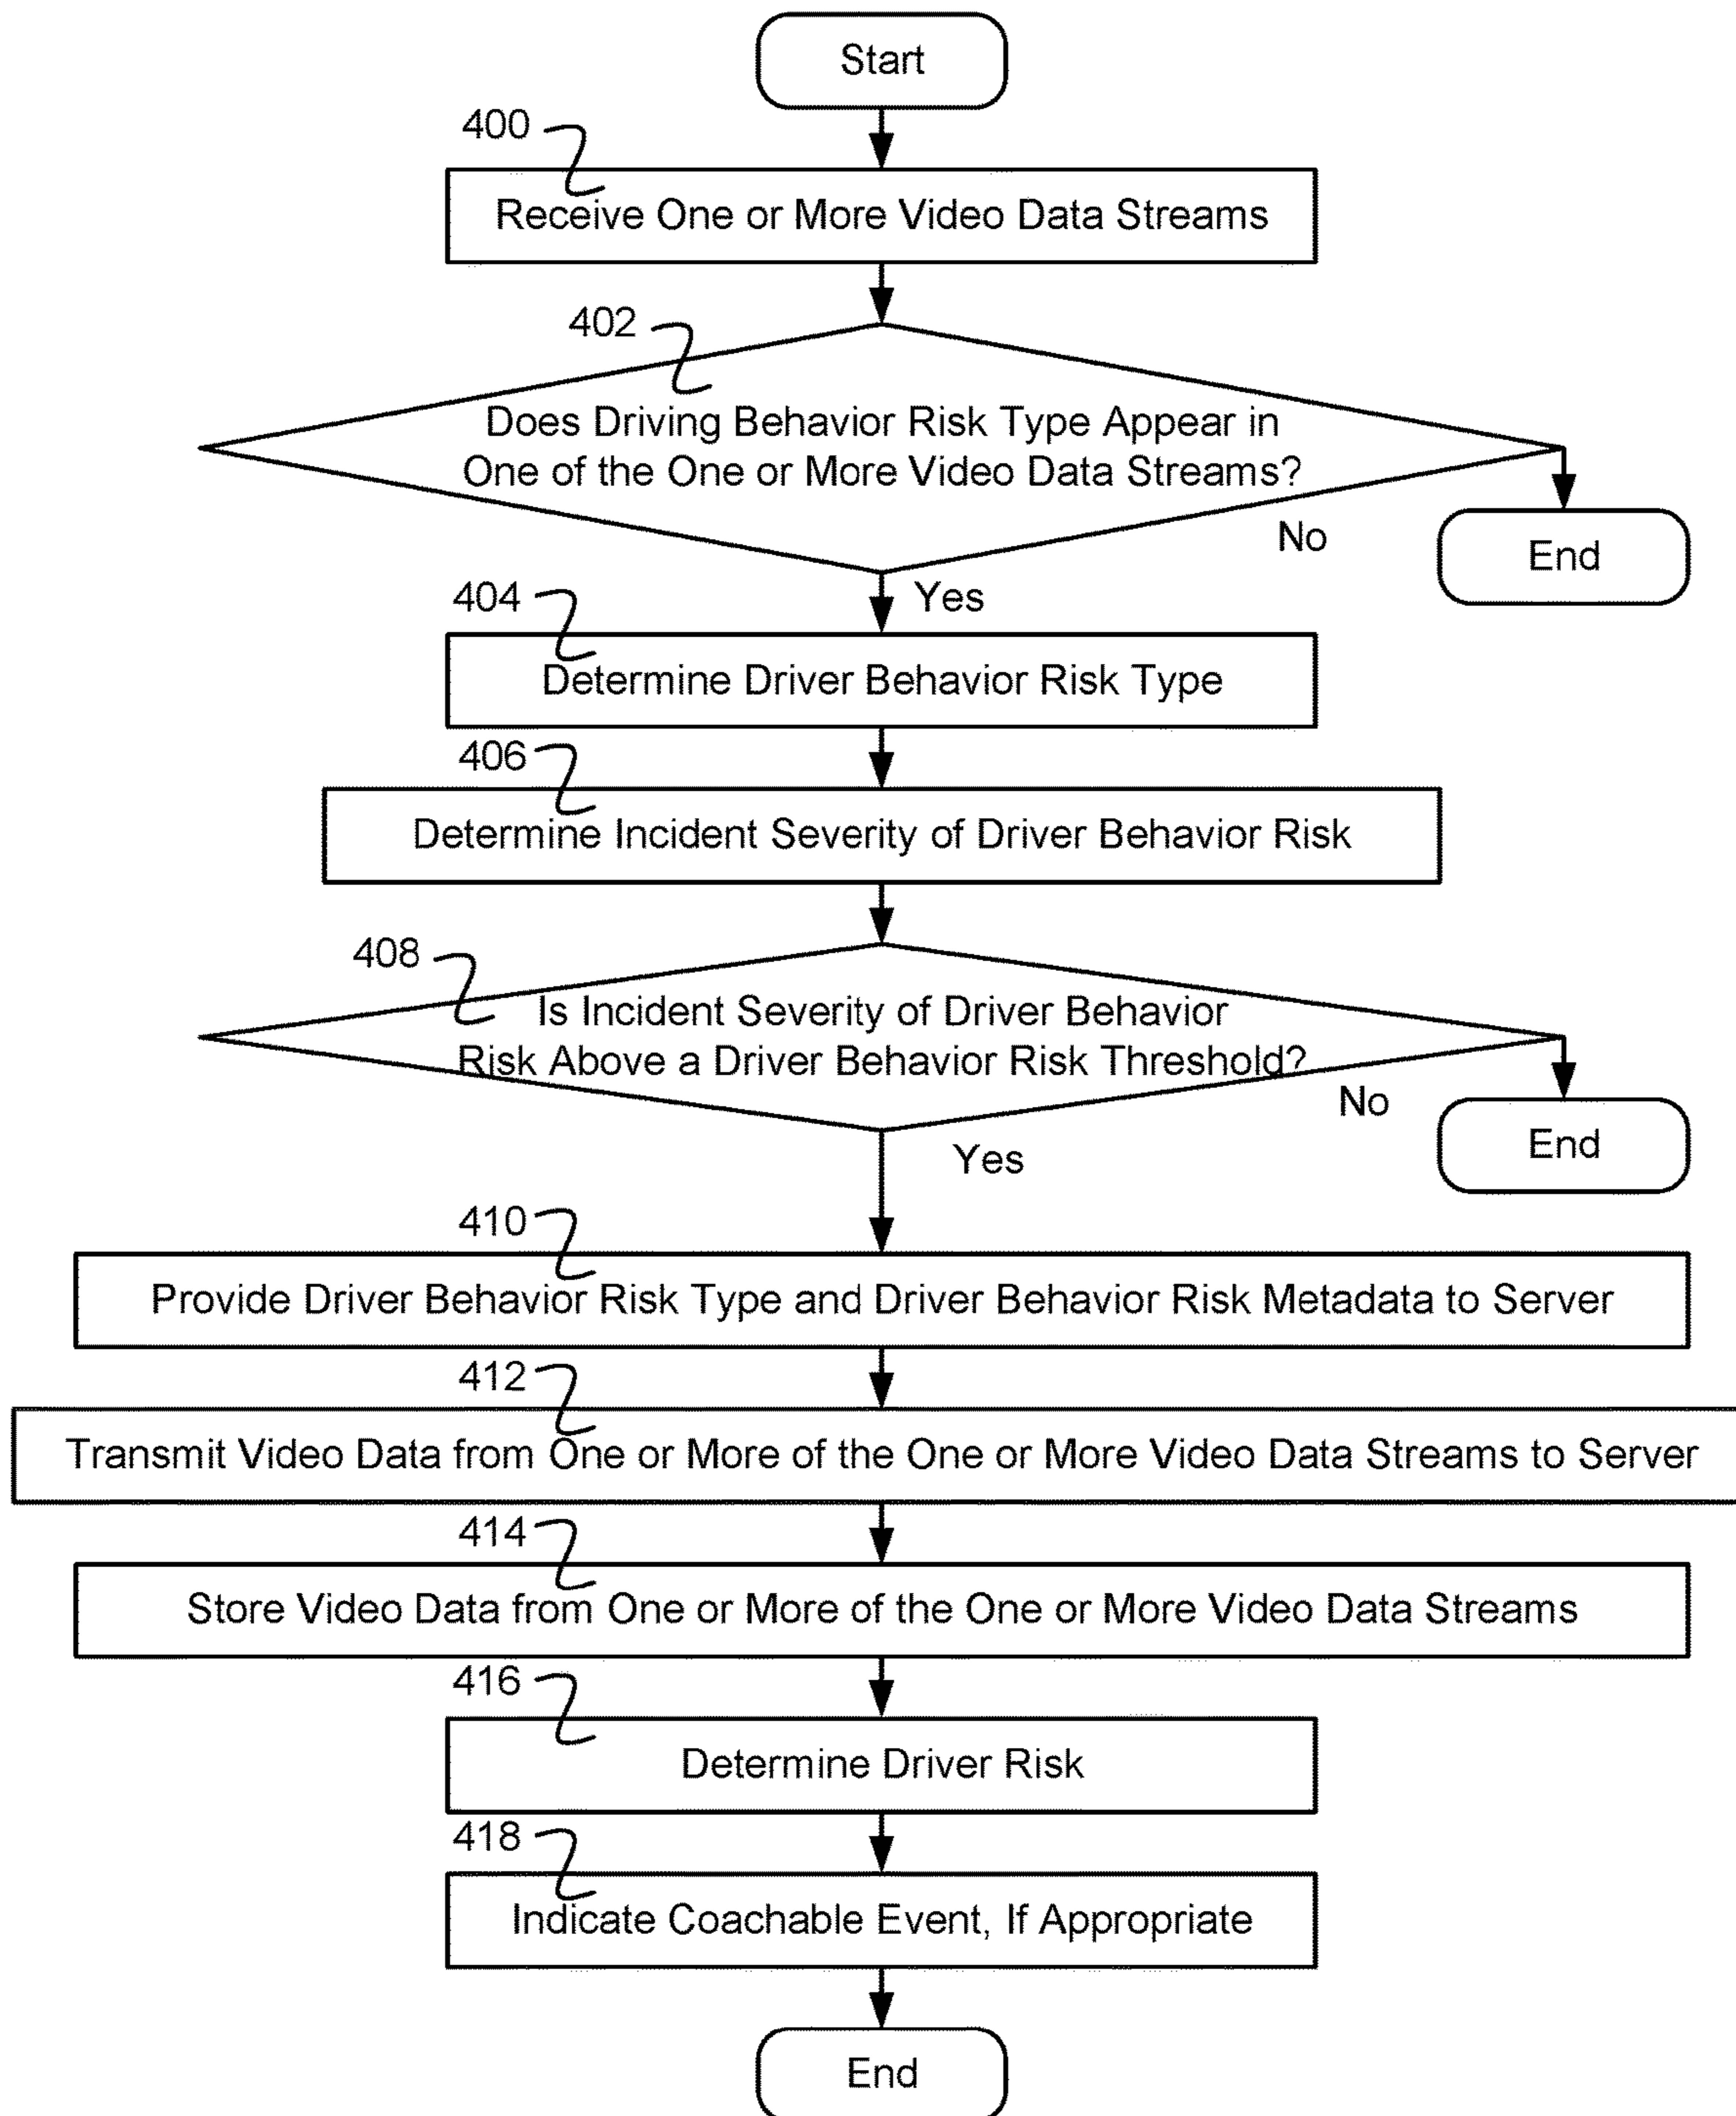 Start
400
Receive One or More Video Data Streams
402
Does Driving Behavior Risk Type Appear in
One of the One or More Video Data Streams?
No
End
Yes
404
Determine Driver Behavior Risk Type
406
Determine Incident Severity of Driver Behavior Risk
408
Is Incident Severity of Driver Behavior
Risk Above a Driver Behavior Risk Threshold?
No
End
Yes
410
Provide Driver Behavior Risk Type and Driver Behavior Risk Metadata to Server
412
Transmit Video Data from One or More of the One or More Video Data Streams to Server
414
Store Video Data from One or More of the One or More Video Data Streams
416
Determine Driver Risk
418
Indicate Coachable Event, If Appropriate
End